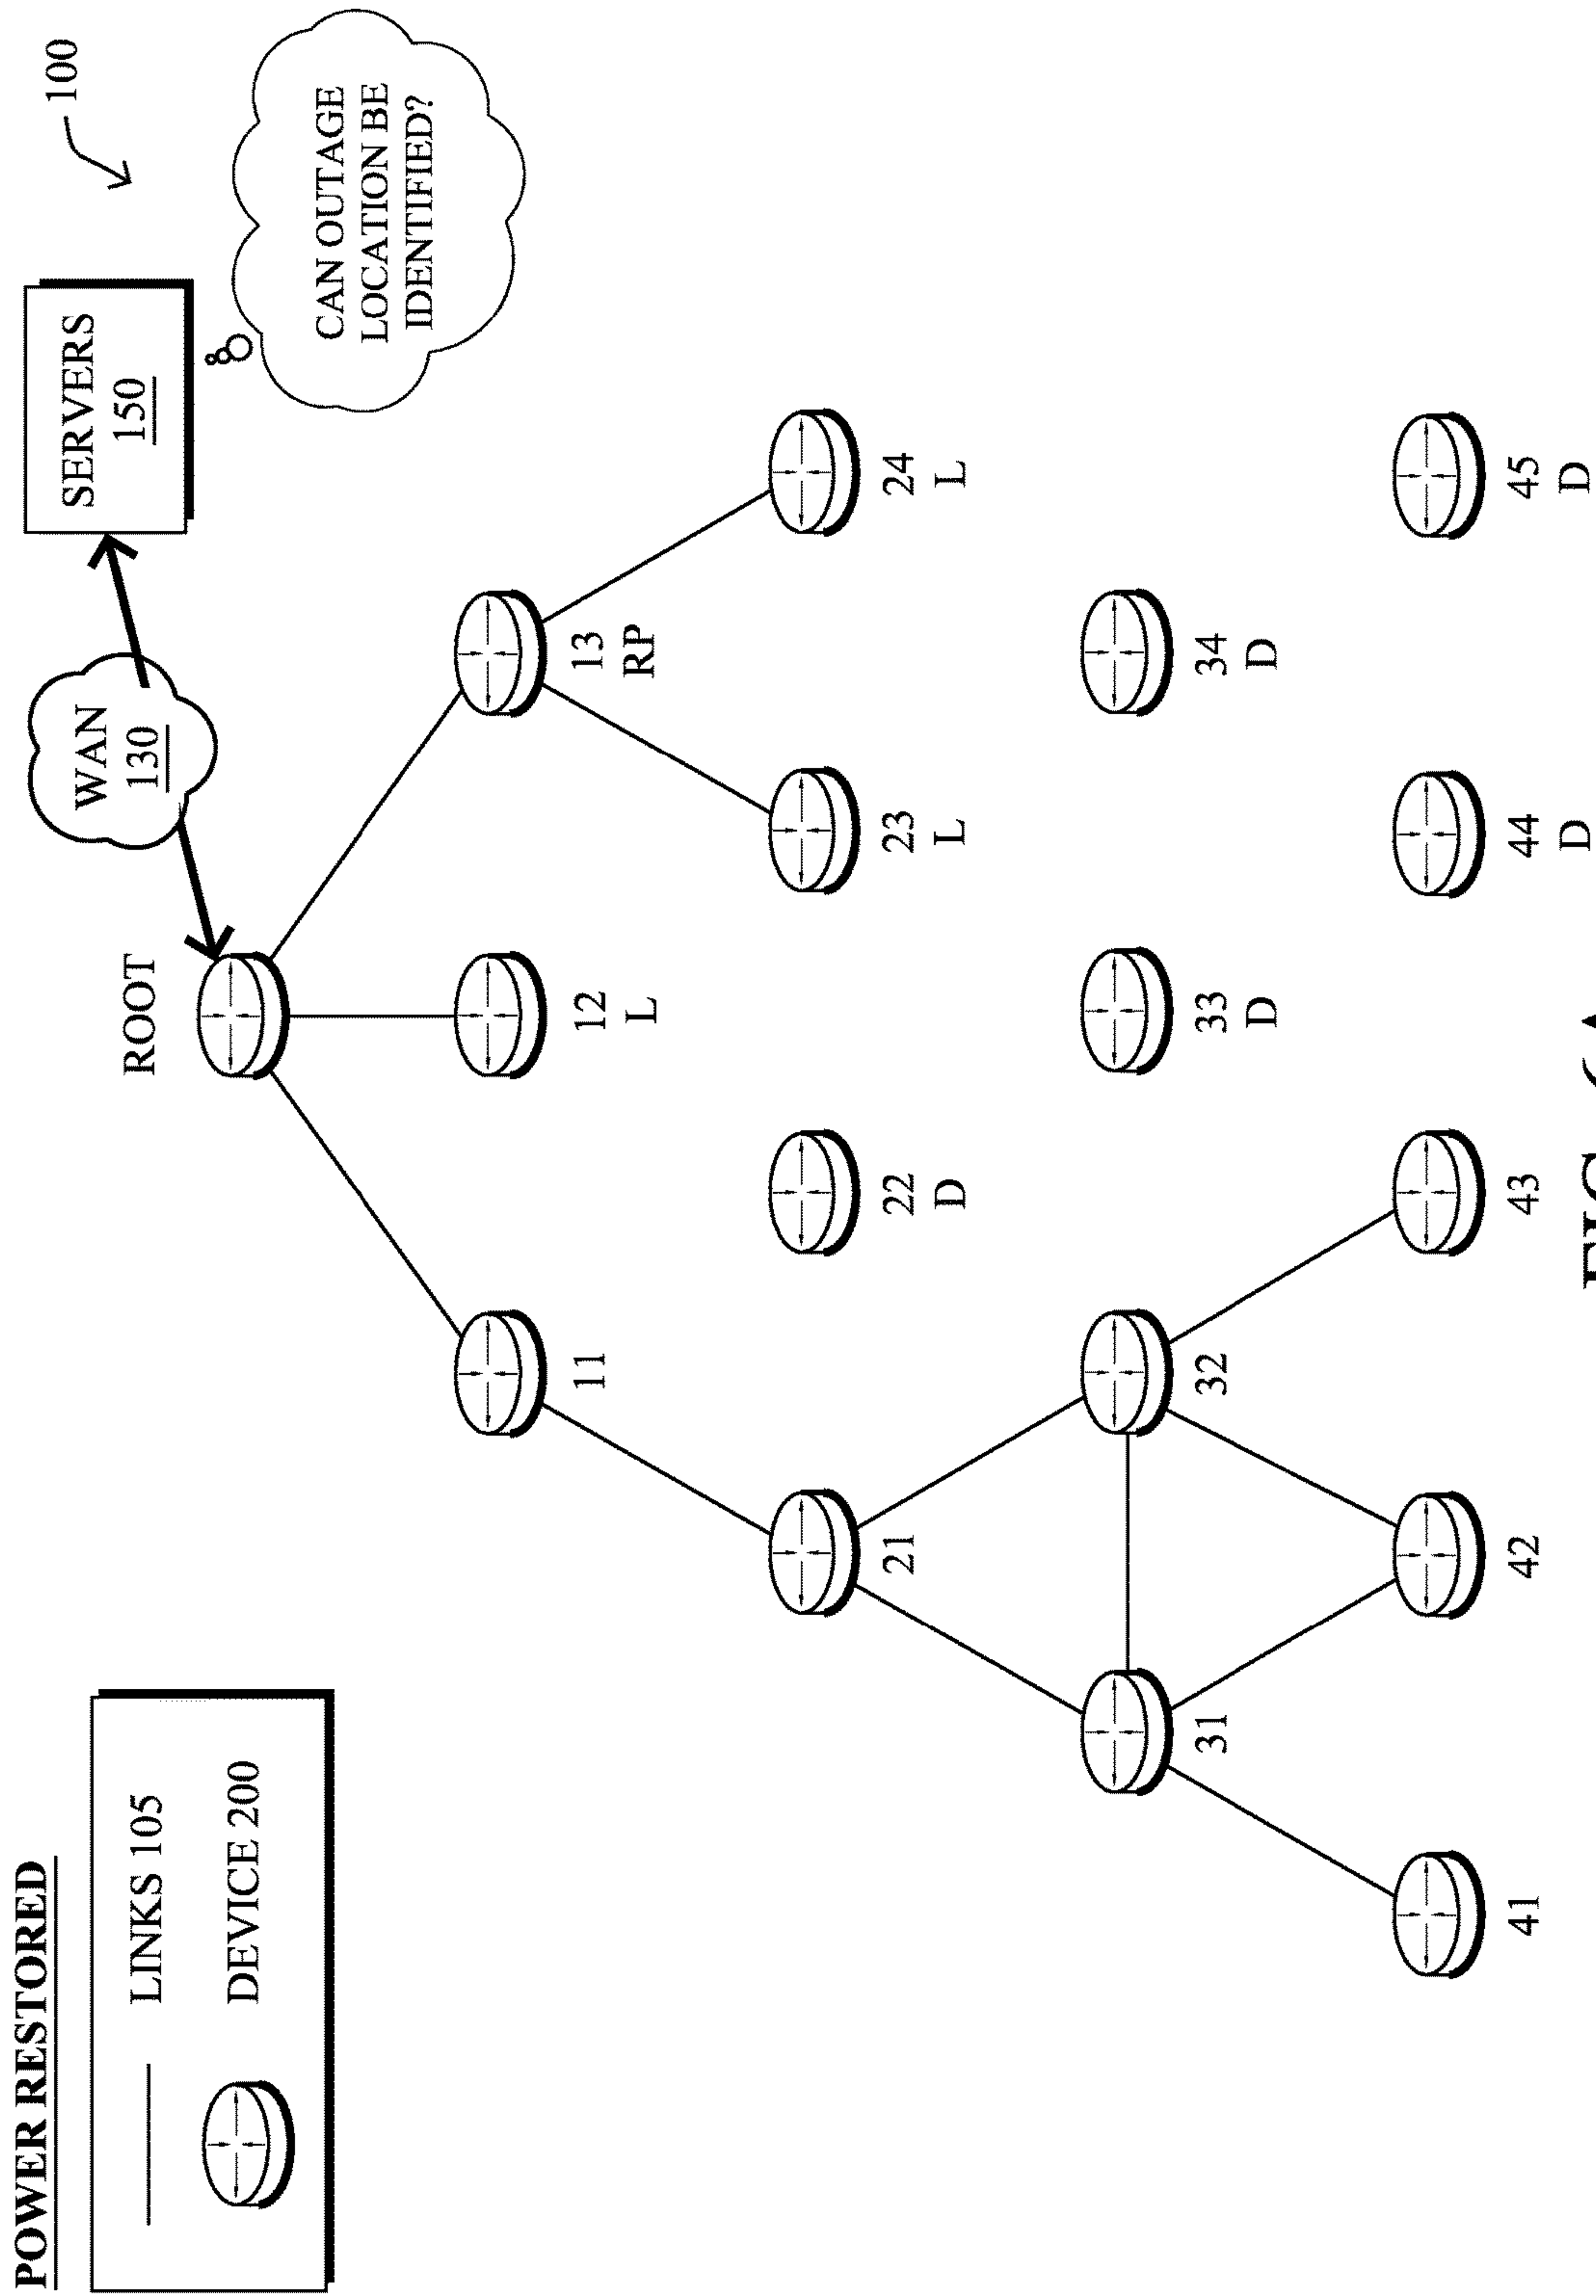 POWER RESTORED
LINKS 105
DEVICE 200
100
SERVERS
150
WAN
130
CAN OUTAGE
LOCATION BE
IDENTIFIED?
ROOT
11
12
L
13
RP
21
22
D
23
L
24
L
31
32
33
D
34
D
41
42
43
44
D
45
D